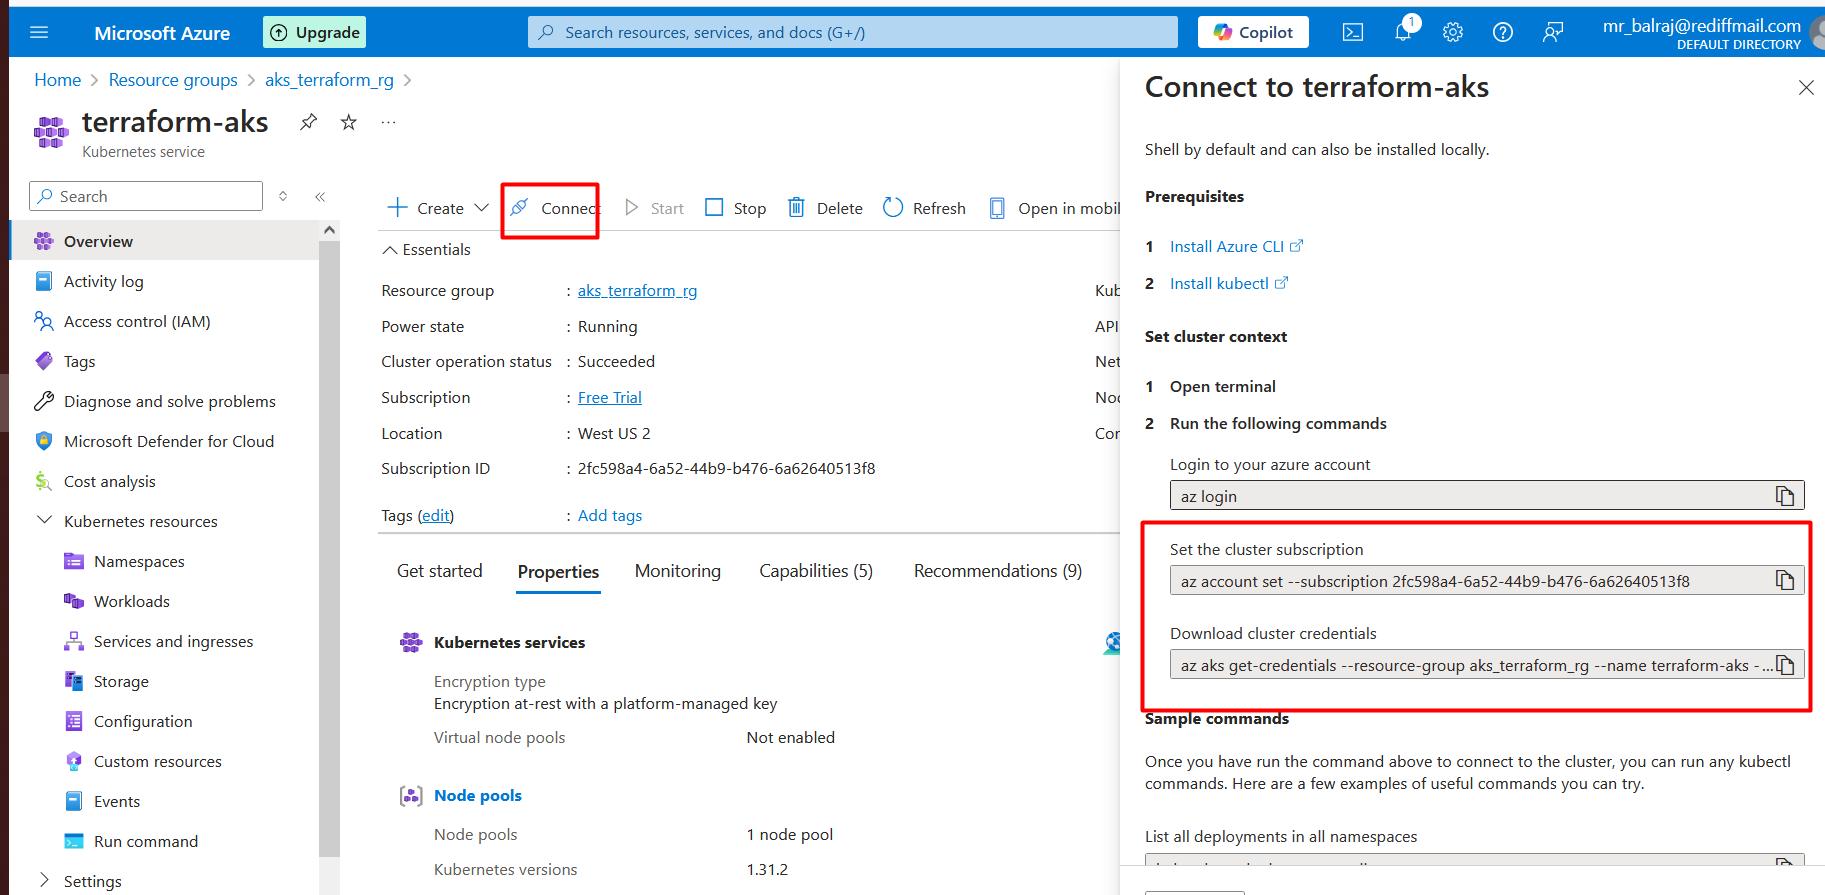 Microsoft Azure
Upgrade
Search resources, services, and docs (G+/)
Copilot
1
mr_balraj@rediffmail.com
DEFAULT DIRECTORY
Home > Resource groups > aks_terraform_rg >
terraform-aks
...
Kubernetes service
Search
Overview
Activity log
Access control (IAM)
Tags
Diagnose and solve problems
Microsoft Defender for Cloud
Cost analysis
Kubernetes resources
Namespaces
Workloads
Services and ingresses
Storage
Configuration
Custom resources
Events
Run command
Settings
Create
Connect
Start
Stop
Delete
Refresh
Open in mobil
Essentials
Resource group : aks_terraform_rg
Power state : Running
Cluster operation status : Succeeded
Subscription : Free Trial
Location : West US 2
Subscription ID : 2fc598a4-6a52-44b9-b476-6a62640513f8
Tags (edit) : Add tags
Kub
API
Net
Noc
Cor
Get started
Properties
Monitoring
Capabilities (5)
Recommendations (9)
Kubernetes services
Encryption type
Encryption at-rest with a platform-managed key
Virtual node pools Not enabled
Node pools
Node pools 1 node pool
Kubernetes versions 1.31.2
Connect to terraform-aks
Shell by default and can also be installed locally.
Prerequisites
1 Install Azure CLI
2 Install kubectl
Set cluster context
1 Open terminal
2 Run the following commands
Login to your azure account
az login
Set the cluster subscription
az account set --subscription 2fc598a4-6a52-44b9-b476-6a62640513f8
Download cluster credentials
az aks get-credentials --resource-group aks_terraform_rg --name terraform-aks -...
Sample commands
Once you have run the command above to connect to the cluster, you can run any kubectl
commands. Here are a few examples of useful commands you can try.
List all deployments in all namespaces